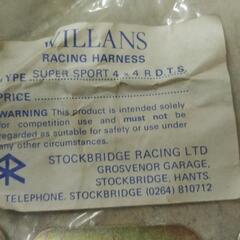 WILLANS
RACING HARNESS
TYPE SUPER SPORT 4 x 4 R D.T.S.
PRICE
WARNING This product is intended solely
for competition use and must not be
regarded as suitable for safety or use under
any other circumstances.
STOCKBRIDGE RACING LTD
GROSVENOR GARAGE,
STOCKBRIDGE, HANTS.
TELEPHONE. STOCKBRIDGE (0264) 810712